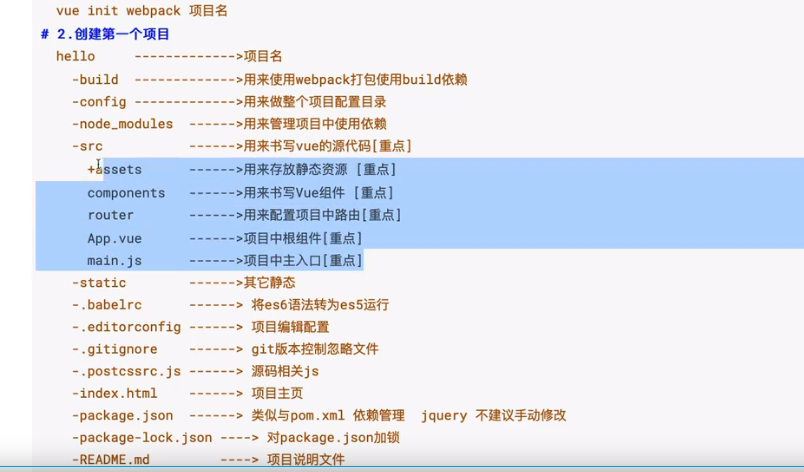 vue init webpack 项目名
# 2.创建第一个项目
hello ------------->项目名
-build ------------->用来使用webpack打包使用build依赖
-config ------------->用来做整个项目配置目录
-node_modules ------>用来管理项目中使用依赖
-src ------>用来书写vue的源代码[重点]
+assets ------>用来存放静态资源 [重点]
components ------>用来书写Vue组件 [重点]
router ------>用来配置项目中路由[重点]
App.vue ------>项目中根组件[重点]
main.js ------>项目中主入口[重点]
-static ------>其它静态
-.babelrc ------> 将es6语法转为es5运行
-.editorconfig ------> 项目编辑配置
-.gitignore ------> git版本控制忽略文件
-.postcssrc.js ------> 源码相关js
-index.html ------> 项目主页
-package.json ------> 类似与pom.xml 依赖管理 jquery 不建议手动修改
-package-lock.json ----> 对package.json加锁
-README.md ----> 项目说明文件